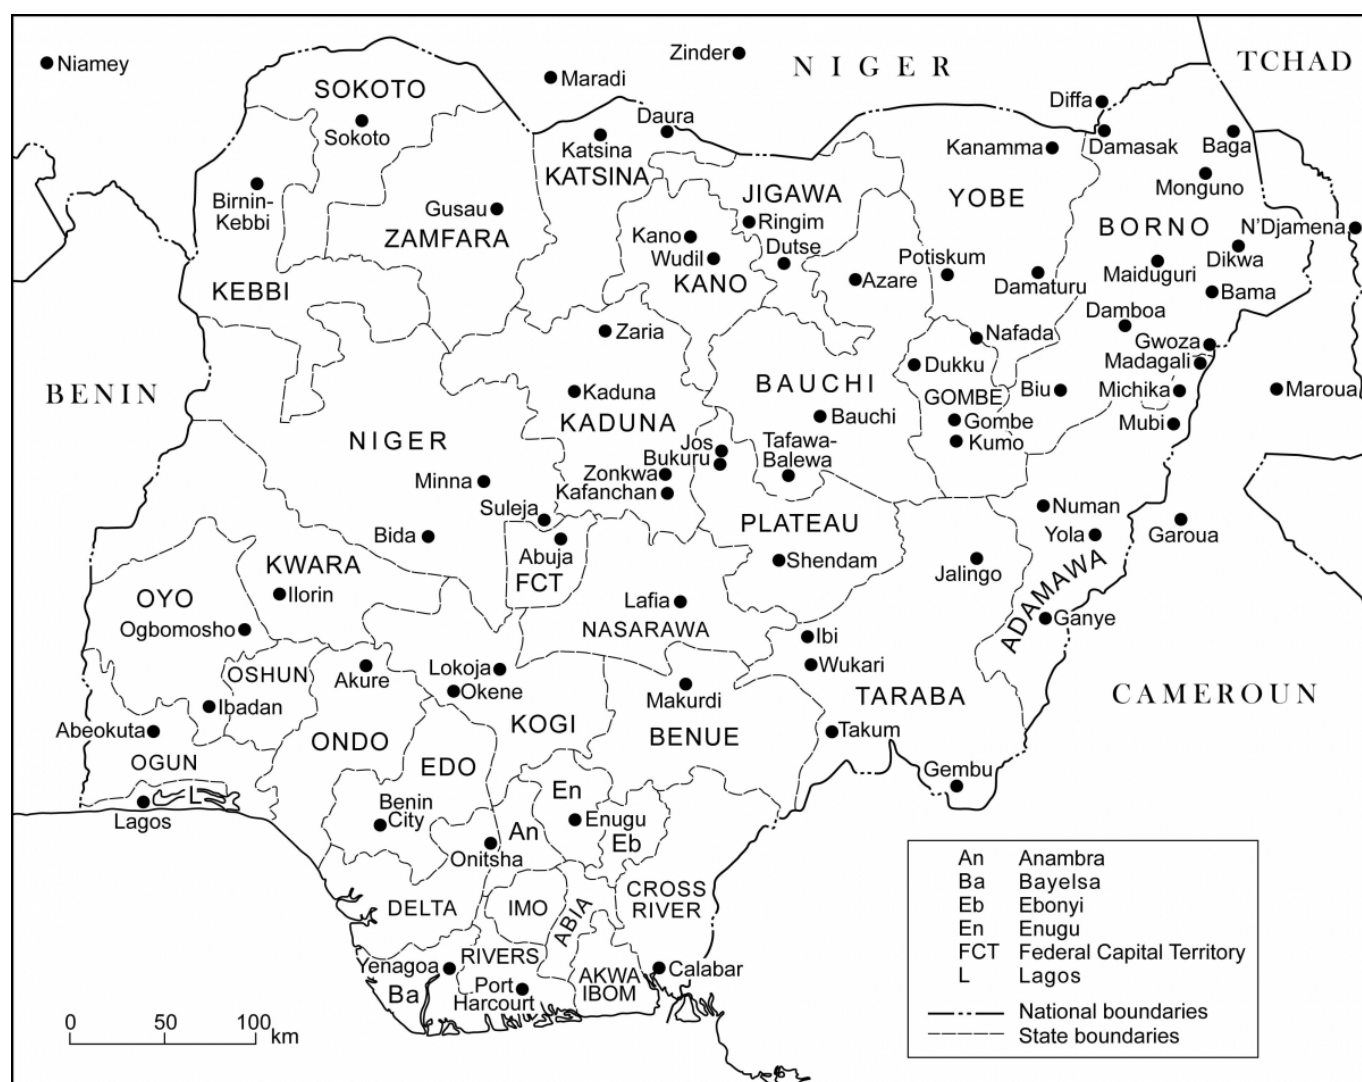 Niamey
Zinder
NIGER
TCHAD
SOKOTO
Maradi
Diffa
Sokoto
Daura
Katsina
KATSINA
Kanamma
Damasak
Baga
Birnin-
Kebbi
Gusau
ZAMFARA
JIGAWA
Ringim
YOBE
Monguno
BORNO
N'Djamena
Kano
Wudil
KANO
Dutse
Azare
Potiskum
Damaturu
Maiduguri
Dikwa
KEBBI
Bama
Zaria
Damboa
Nafada
Gwoza
Madagali
BENIN
Kaduna
KADUNA
BAUCHI
Bauchi
Dukku
GOMBE
Gombe
Kumo
Biu
Michika
Mubi
Maroua
NIGER
Minna
Jos
Bukuru
Zonkwa
Kafanchan
Tafawa-
Balewa
Suleja
Bida
Abuja
FCT
PLATEAU
Shendam
Numan
Yola
Garoua
KWARA
Ilorin
Jalingo
ADAMAWA
OYO
Ogbomosho
Lafia
NASARAWA
Ibi
Wukari
Ganye
OSHUN
Akure
Lokoja
Okene
Makurdi
TARABA
CAMEROUN
Ibadan
Abeokuta
OGUN
ONDO
KOGI
BENUE
Takum
EDO
L
Lagos
Gembu
Benin
City
En
Enugu
An
Eb
Onitsha
DELTA
IMO
ABIA
CROSS
RIVER
RIVERS
Yenagoa
Ba
Port
Harcourt
AKWA
IBOM
Calabar
0 50 100
km
An Anambra
Ba Bayelsa
Eb Ebonyi
En Enugu
FCT Federal Capital Territory
L Lagos
National boundaries
State boundaries